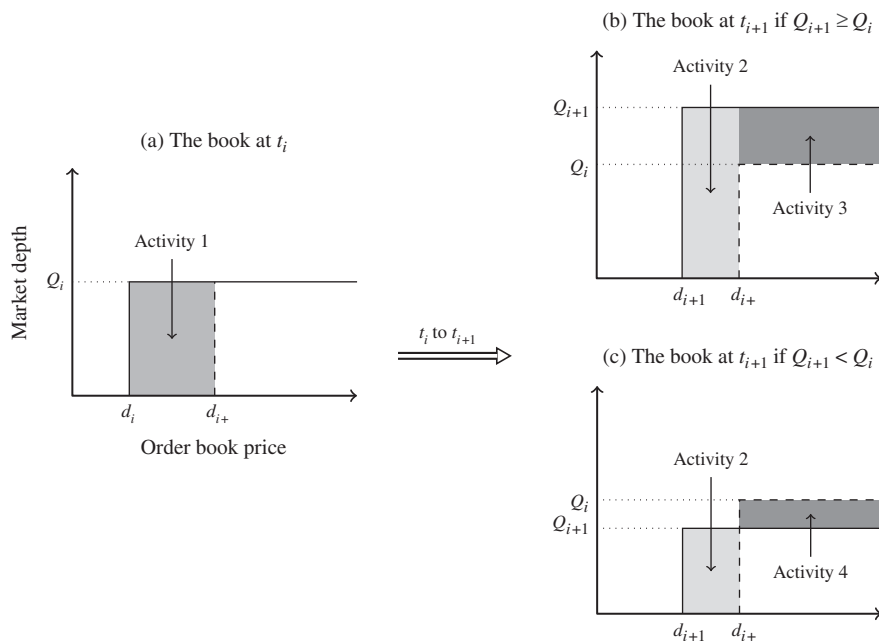 (b) The book at t_{i+1} if Q_{i+1} ≥ Q_i
Activity 2
Q_{i+1}
(a) The book at t_i
Q_i
Activity 3
Activity 1
Market depth
Q_i
d_{i+1} d_{i+}
t_i to t_{i+1}
(c) The book at t_{i+1} if Q_{i+1} < Q_i
d_i d_{i+}
Order book price
Activity 2
Q_i
Q_{i+1}
Activity 4
d_{i+1} d_{i+}